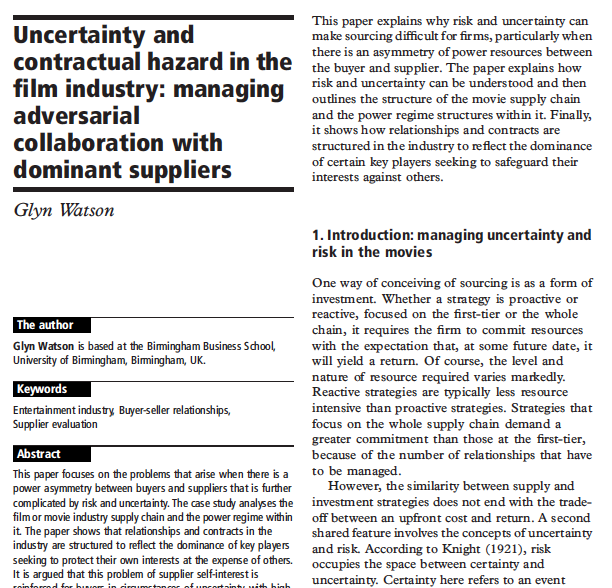 Uncertainty and
contractual hazard in the
film industry: managing
adversarial
collaboration with
dominant suppliers
Glyn Watson
The author
Glyn Watson is based at the Birmingham Business School,
University of Birmingham, Birmingham, UK.
Keywords
Entertainment industry, Buyer-seller relationships,
Supplier evaluation
Abstract
This paper focuses on the problems that arise when there is a
power asymmetry between buyers and suppliers that is further
complicated by risk and uncertainty. The case study analyses the
film or movie industry supply chain and the power regime within
it. The paper shows that relationships and contracts in the
industry are structured to reflect the dominance of key players
seeking to protect their own interests at the expense of others.
It is argued that this problem of supplier self-interest is
reinforced for buyers in circumstances of uncertainty with high
This paper explains why risk and uncertainty can
make sourcing difficult for firms, particularly when
there is an asymmetry of power resources between
the buyer and supplier. The paper explains how
risk and uncertainty can be understood and then
outlines the structure of the movie supply chain
and the power regime structures within it. Finally,
it shows how relationships and contracts are
structured in the industry to reflect the dominance
of certain key players seeking to safeguard their
interests against others.
1. Introduction: managing uncertainty and
risk in the movies
One way of conceiving of sourcing is as a form of
investment. Whether a strategy is proactive or
reactive, focused on the first-tier or the whole
chain, it requires the firm to commit resources
with the expectation that, at some future date, it
will yield a return. Of course, the level and
nature of resource required varies markedly.
Reactive strategies are typically less resource
intensive than proactive strategies. Strategies that
focus on the whole supply chain demand a
greater commitment than those at the first-tier,
because of the number of relationships that have
to be managed.
However, the similarity between supply and
investment strategies does not end with the trade-
off between an upfront cost and return. A second
shared feature involves the concepts of uncertainty
and risk. According to Knight (1921), risk
occupies the space between certainty and
uncertainty. Certainty here refers to an event